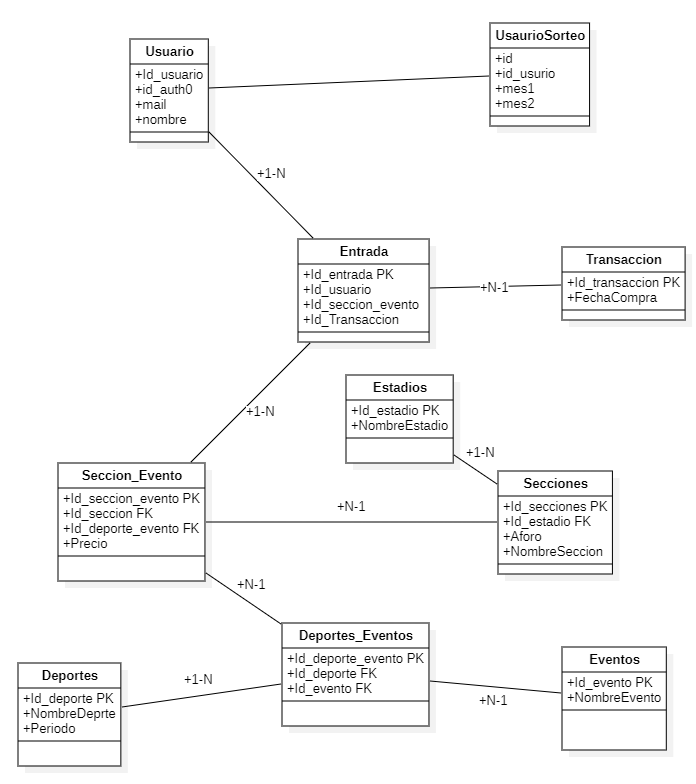 Usuario
+Id_usuario
+id_auth0
+mail
+nombre
UsaurioSorteo
+id
+id_usurio
+mes1
+mes2
+1-N
Entrada
+Id_entrada PK
+Id_usuario
+Id_seccion_evento
+Id_Transaccion
+N-1
Transaccion
+Id_transaccion PK
+FechaCompra
+1-N
Estadios
+Id_estadio PK
+NombreEstadio
+1-N
Seccion_Evento
+Id_seccion_evento PK
+Id_seccion FK
+Id_deporte_evento FK
+Precio
+N-1
Secciones
+Id_secciones PK
+Id_estadio FK
+Aforo
+NombreSeccion
+N-1
Deportes_Eventos
+Id_deporte_evento PK
+Id_deporte FK
+Id_evento FK
Deportes
+Id_deporte PK
+NombreDeprte
+Periodo
+1-N
+N-1
Eventos
+Id_evento PK
+NombreEvento